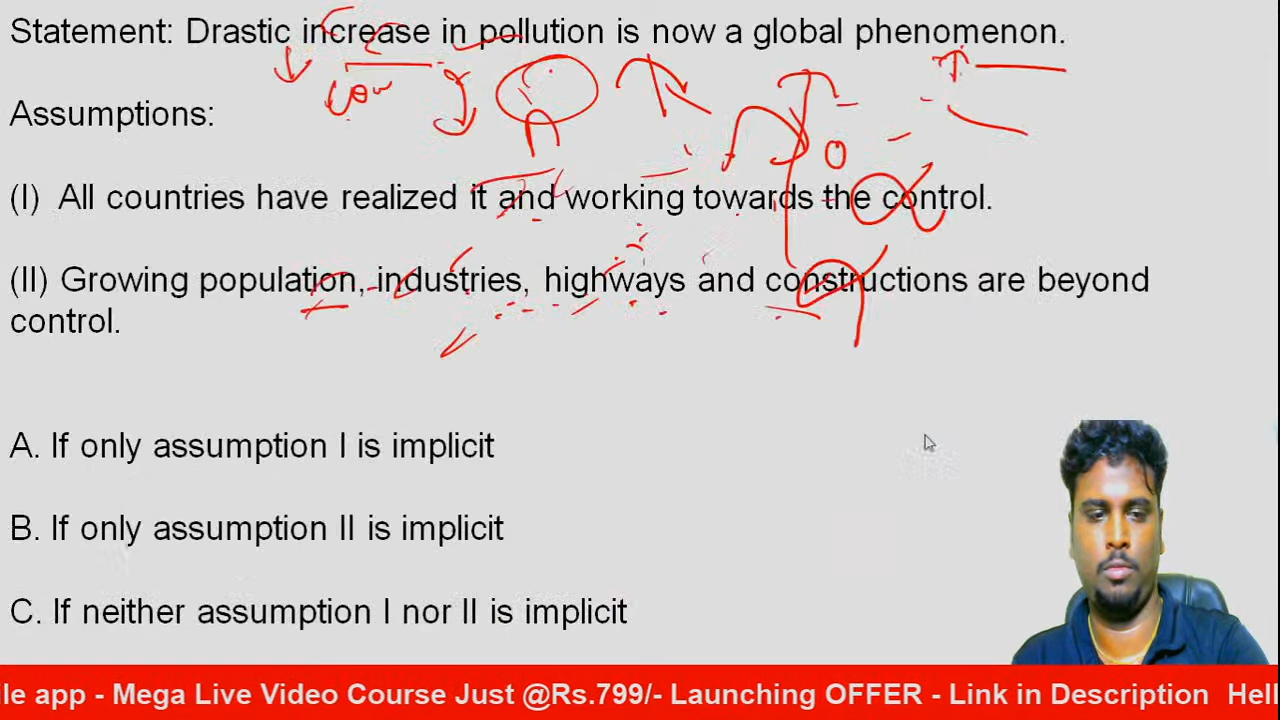 Statement: Drastic increase in pollution is now a global phenomenon.
low
Assumptions:
(I) All countries have realized it and working towards the control.
(II) Growing population, industries, highways and constructions are beyond
control.
A. If only assumption I is implicit
B. If only assumption II is implicit
C. If neither assumption I nor II is implicit
ile app - Mega Live Video Course Just @Rs.799/- Launching OFFER - Link in Description Hel